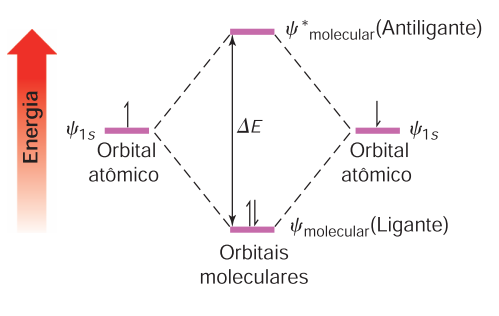 ψ*molecular(Antiligante)
Energia
ψ1s
Orbital
atômico
ΔE
ψ1s
Orbital
atômico
ψmolecular(Ligante)
Orbitais
moleculares